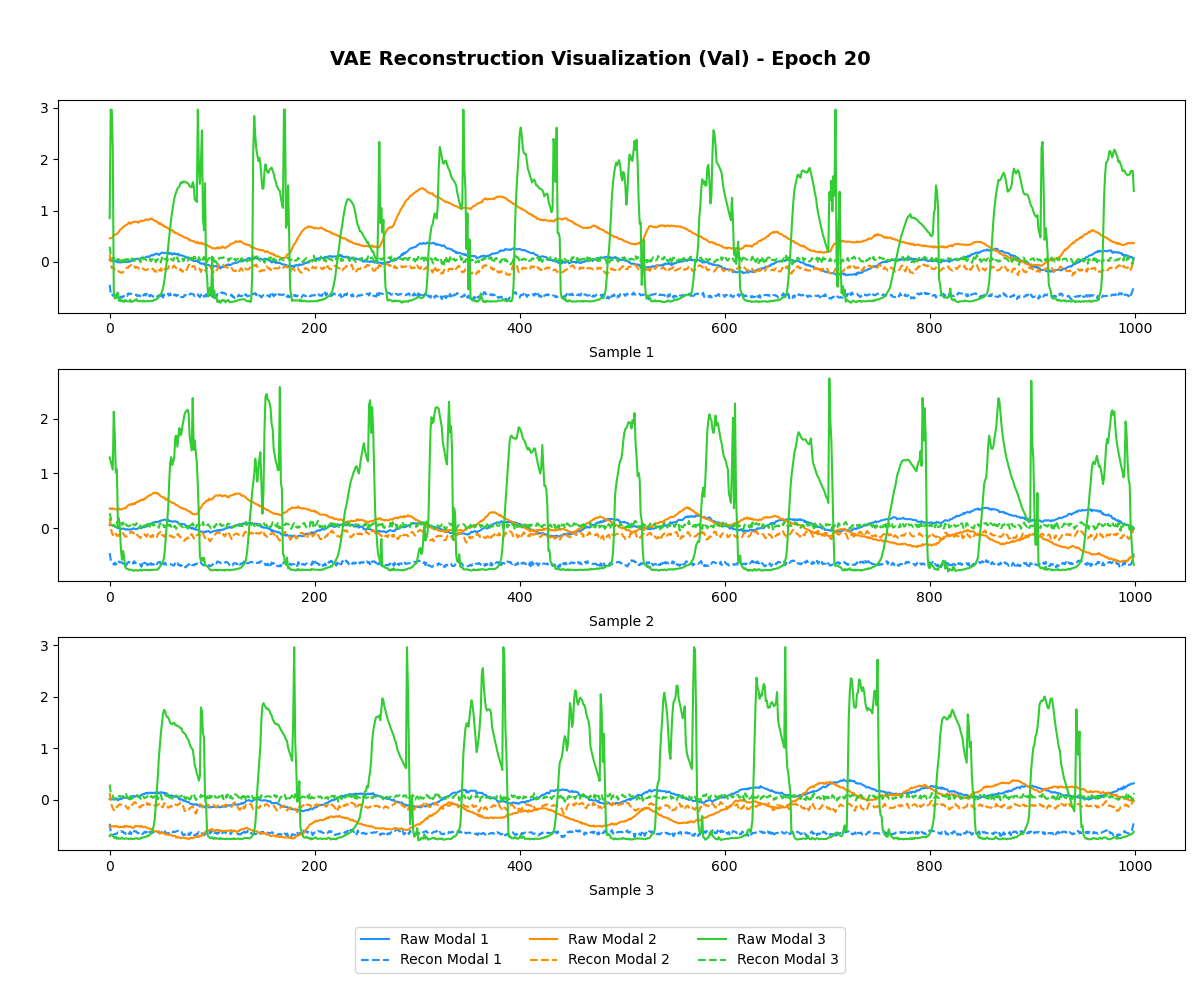 VAE Reconstruction Visualization (Val) - Epoch 20
3
2
1
0
0 200 400 600 800 1000
Sample 1
2
1
0
0 200 400 600 800 1000
Sample 2
3
2
1
0
0 200 400 600 800 1000
Sample 3
Raw Modal 1 Raw Modal 2 Raw Modal 3
Recon Modal 1 Recon Modal 2 Recon Modal 3